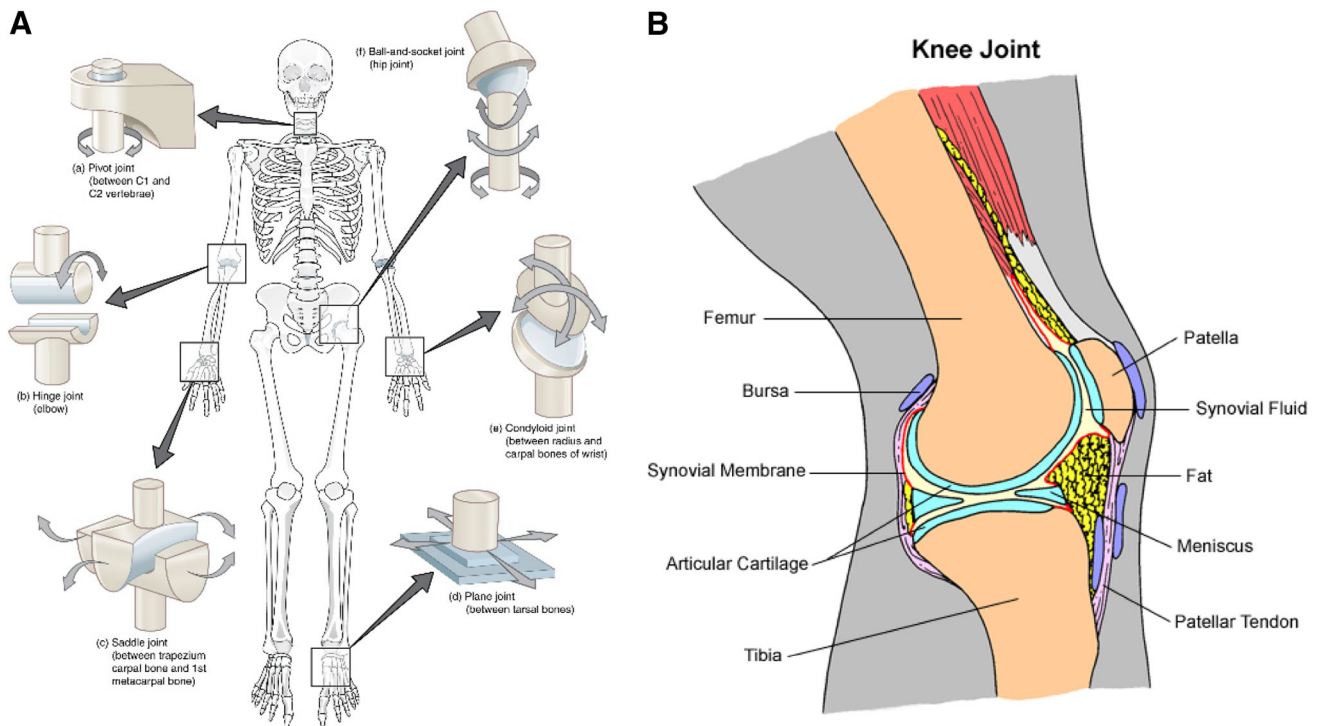 A
(a) Pivot joint
(between C1 and
C2 vertebrae)
(b) Hinge joint
(elbow)
(c) Saddle joint
(between trapezium
carpal bone and 1st
metacarpal bone)
(f) Ball-and-socket joint
(hip joint)
(e) Condyloid joint
(between radius and
carpal bones of wrist)
(d) Plane joint
(between tarsal bones)
B
Knee Joint
Femur
Bursa
Synovial Membrane
Articular Cartilage
Tibia
Patella
Synovial Fluid
Fat
Meniscus
Patellar Tendon